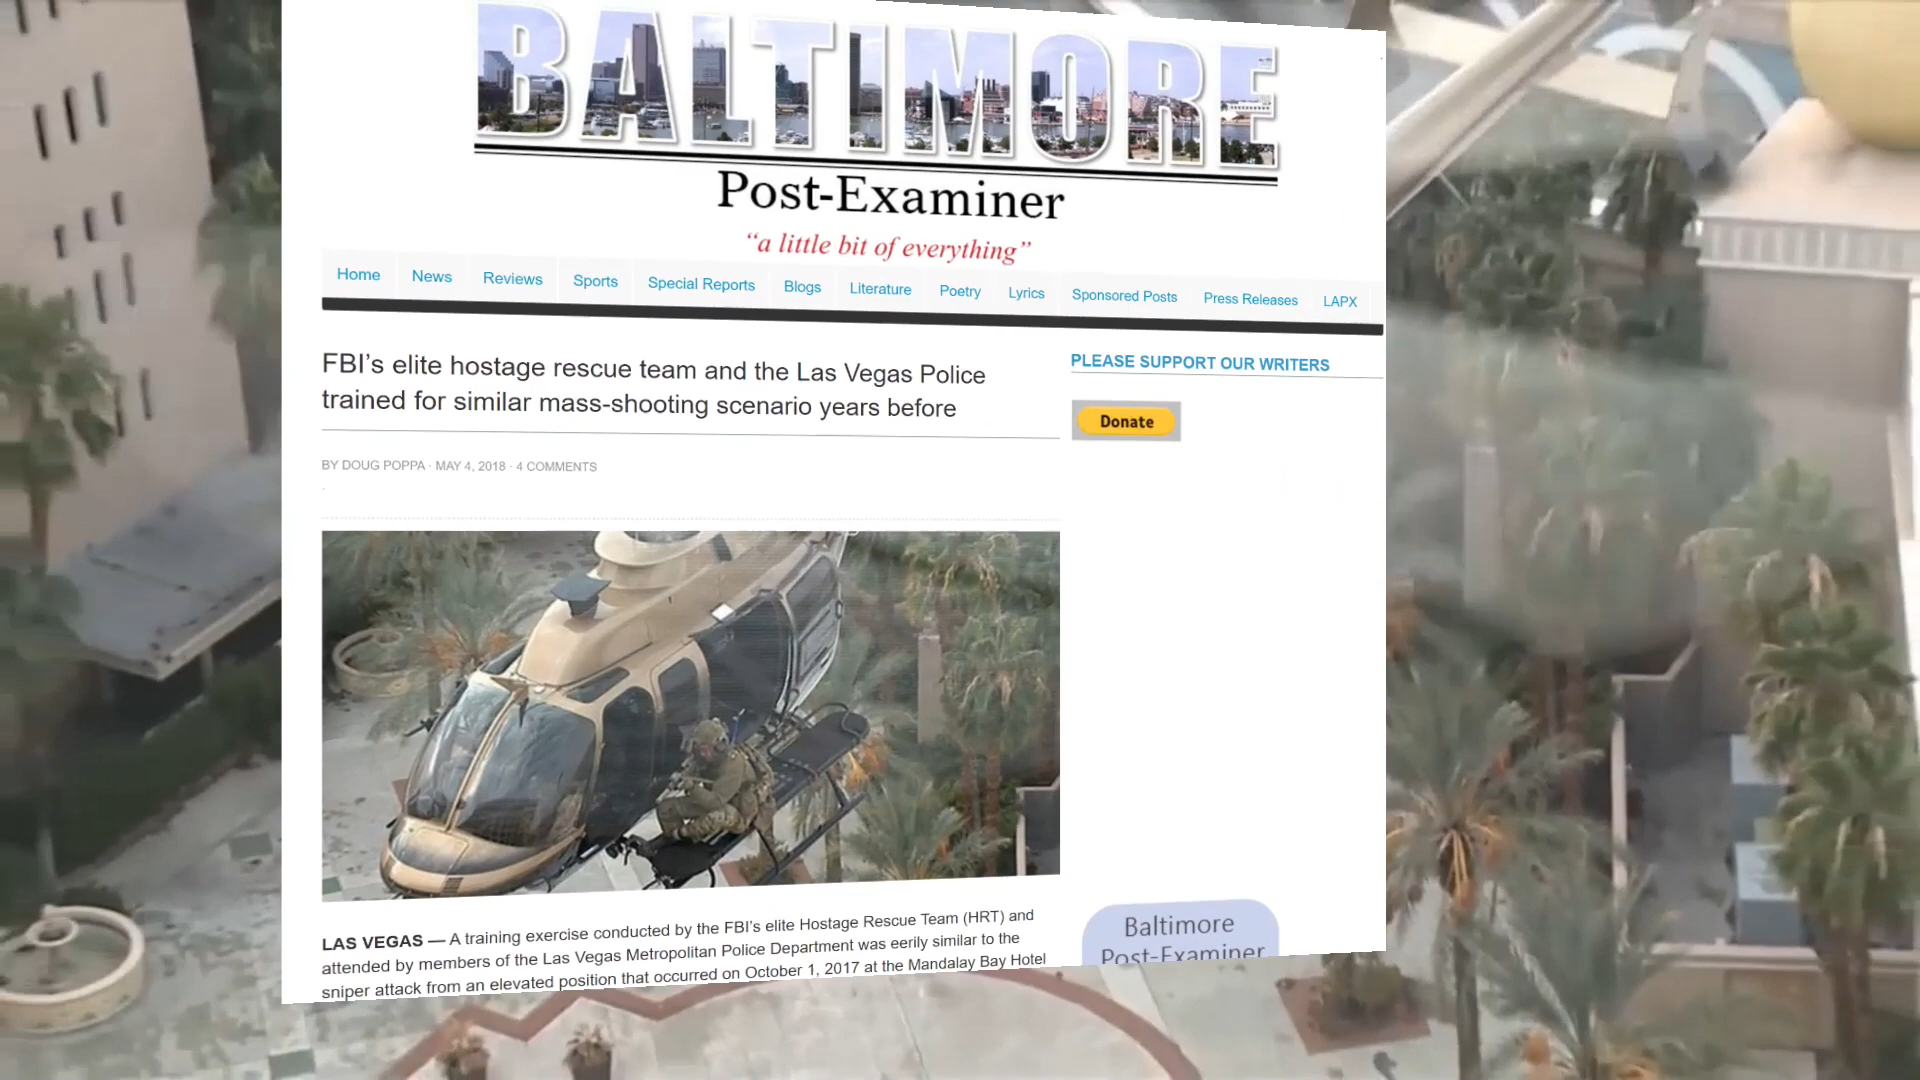 BALTIMORE
Post-Examiner
“a little bit of everything”
Home News Reviews Sports Special Reports Blogs Literature Poetry Lyrics Sponsored Posts Press Releases LAPX
FBI’s elite hostage rescue team and the Las Vegas Police
trained for similar mass-shooting scenario years before
BY DOUG POPPA · MAY 4, 2018 · 4 COMMENTS
PLEASE SUPPORT OUR WRITERS
Donate
LAS VEGAS — A training exercise conducted by the FBI’s elite Hostage Rescue Team (HRT) and
attended by members of the Las Vegas Metropolitan Police Department was eerily similar to the
sniper attack from an elevated position that occurred on October 1, 2017 at the Mandalay Bay Hotel
Baltimore
Post-Examiner